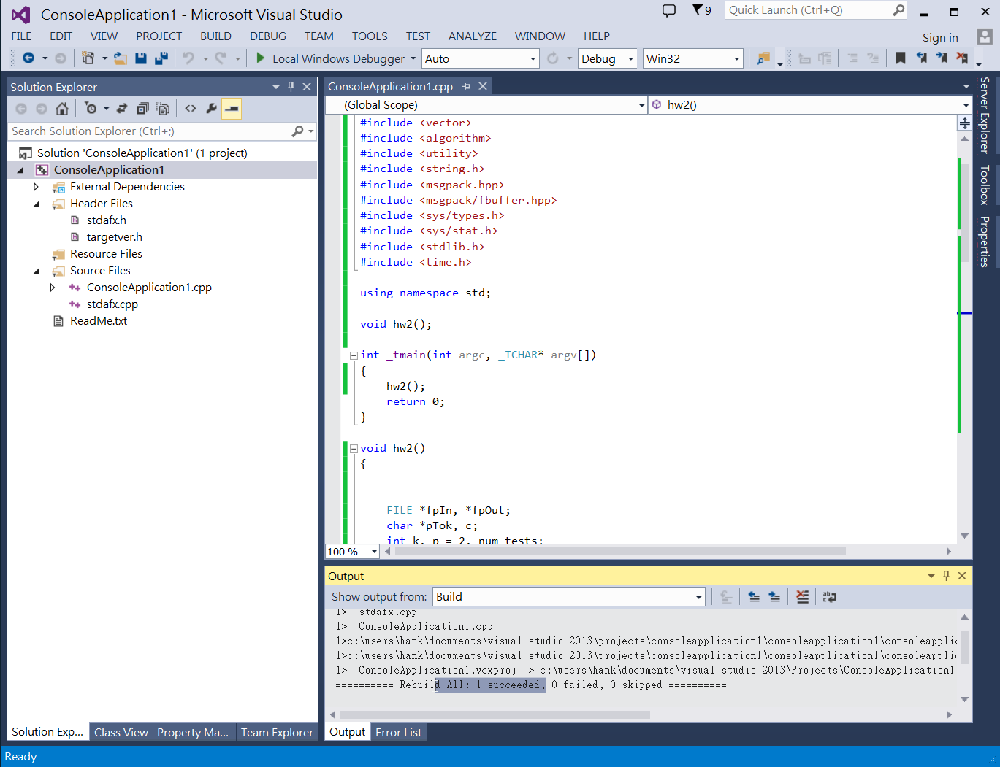 ConsoleApplication1 - Microsoft Visual Studio
9
Quick Launch (Ctrl+Q)
FILE EDIT VIEW PROJECT BUILD DEBUG TEAM TOOLS TEST ANALYZE WINDOW HELP
Sign in
Local Windows Debugger
Auto
Debug
Win32
Solution Explorer
Search Solution Explorer (Ctrl+;)
Solution 'ConsoleApplication1' (1 project)
ConsoleApplication1
External Dependencies
Header Files
stdafx.h
targetver.h
Resource Files
Source Files
ConsoleApplication1.cpp
stdafx.cpp
ReadMe.txt
Solution Exp...
Class View
Property Ma...
Team Explorer
ConsoleApplication1.cpp
(Global Scope)
hw2()
#include <vector>
#include <algorithm>
#include <utility>
#include <string.h>
#include <msgpack.hpp>
#include <msgpack/fbuffer.hpp>
#include <sys/types.h>
#include <sys/stat.h>
#include <stdlib.h>
#include <time.h>
using namespace std;
void hw2();
int _tmain(int argc, _TCHAR* argv[])
{
hw2();
return 0;
}
void hw2()
{
FILE *fpIn, *fpOut;
char *pTok, c;
int k, p = 2, num_tests;
100 %
Output
Show output from:
Build
1> stdafx.cpp
1> ConsoleApplication1.cpp
1>c:\users\hank\documents\visual studio 2013\projects\consoleapplication1\consoleapplication1\consoleapplic
1>c:\users\hank\documents\visual studio 2013\projects\consoleapplication1\consoleapplication1\consoleapplic
1> ConsoleApplication1.vcxproj -> c:\users\hank\documents\visual studio 2013\Projects\ConsoleApplication1
========== Rebuild All: 1 succeeded, 0 failed, 0 skipped ==========
Output
Error List
Server Explorer
Toolbox
Properties
Ready